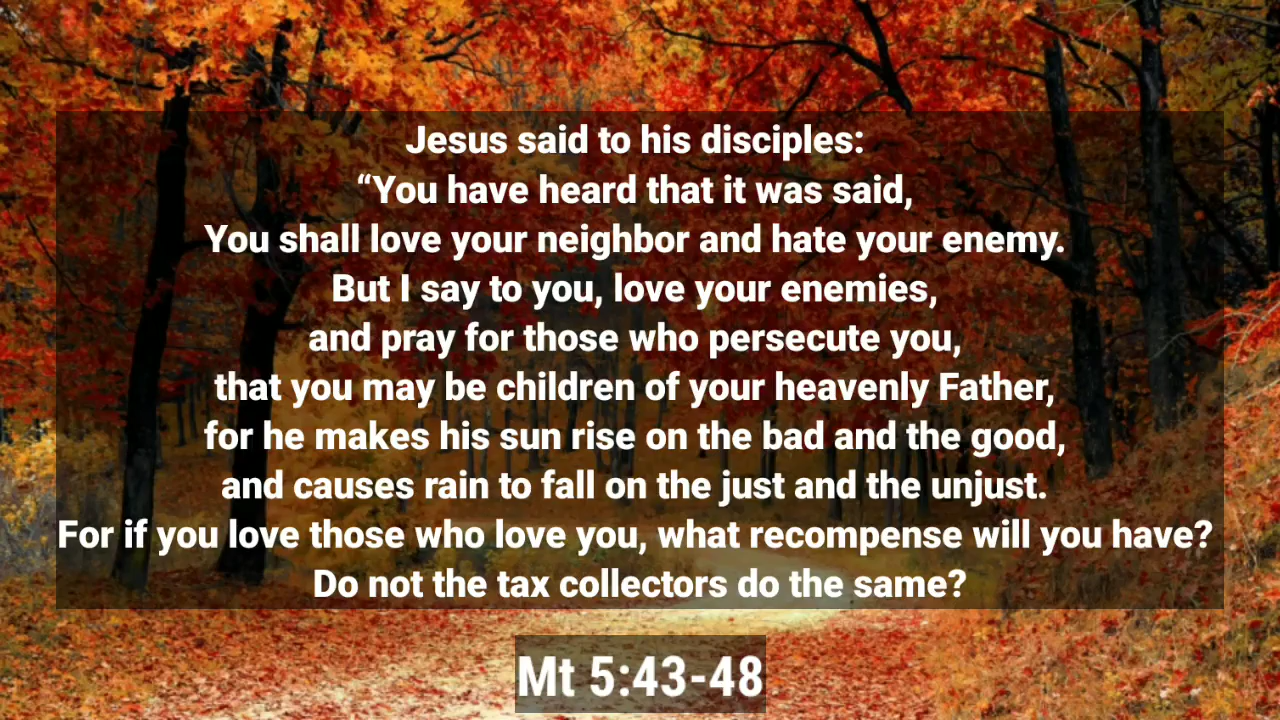 Jesus said to his disciples:
“You have heard that it was said,
You shall love your neighbor and hate your enemy.
But I say to you, love your enemies,
and pray for those who persecute you,
that you may be children of your heavenly Father,
for he makes his sun rise on the bad and the good,
and causes rain to fall on the just and the unjust.
For if you love those who love you, what recompense will you have?
Do not the tax collectors do the same?
Mt 5:43-48